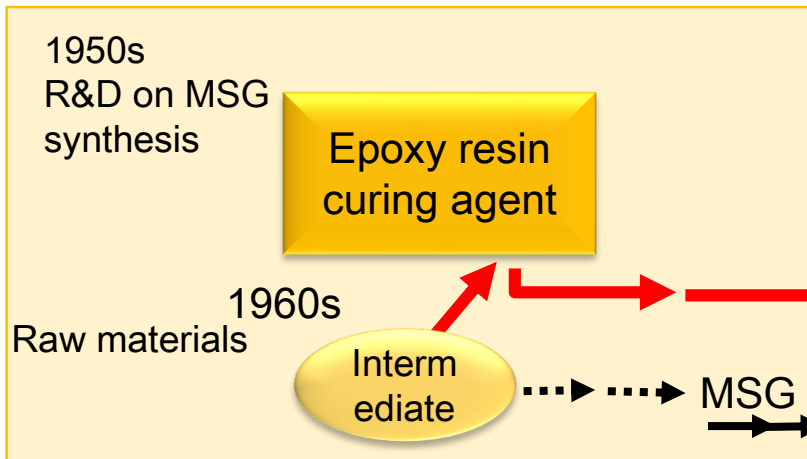 1950s
R&D on MSG
synthesis
Epoxy resin
curing agent
1960s
Raw materials
Interm
ediate
MSG